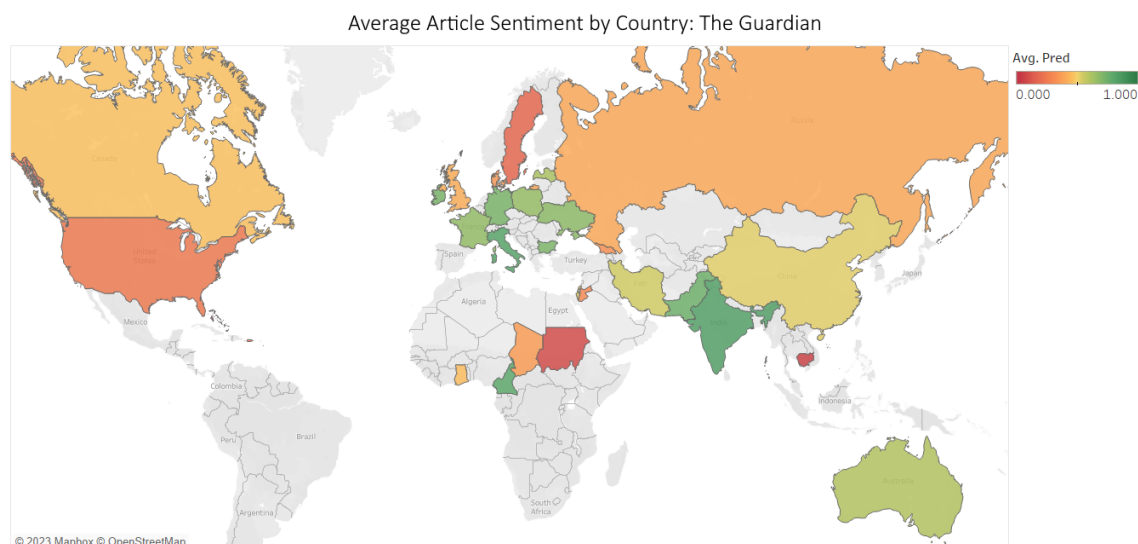 Average Article Sentiment by Country: The Guardian
Avg. Pred
0.000 1.000
Canada
Russia
United
States
Spain
Turkey
Iran
China
Japan
Algeria
Egypt
Mexico
India
Colombia
Indonesia
Peru
Brazil
Australia
South
Africa
Argentina
© 2023 Mapbox © OpenStreetMap